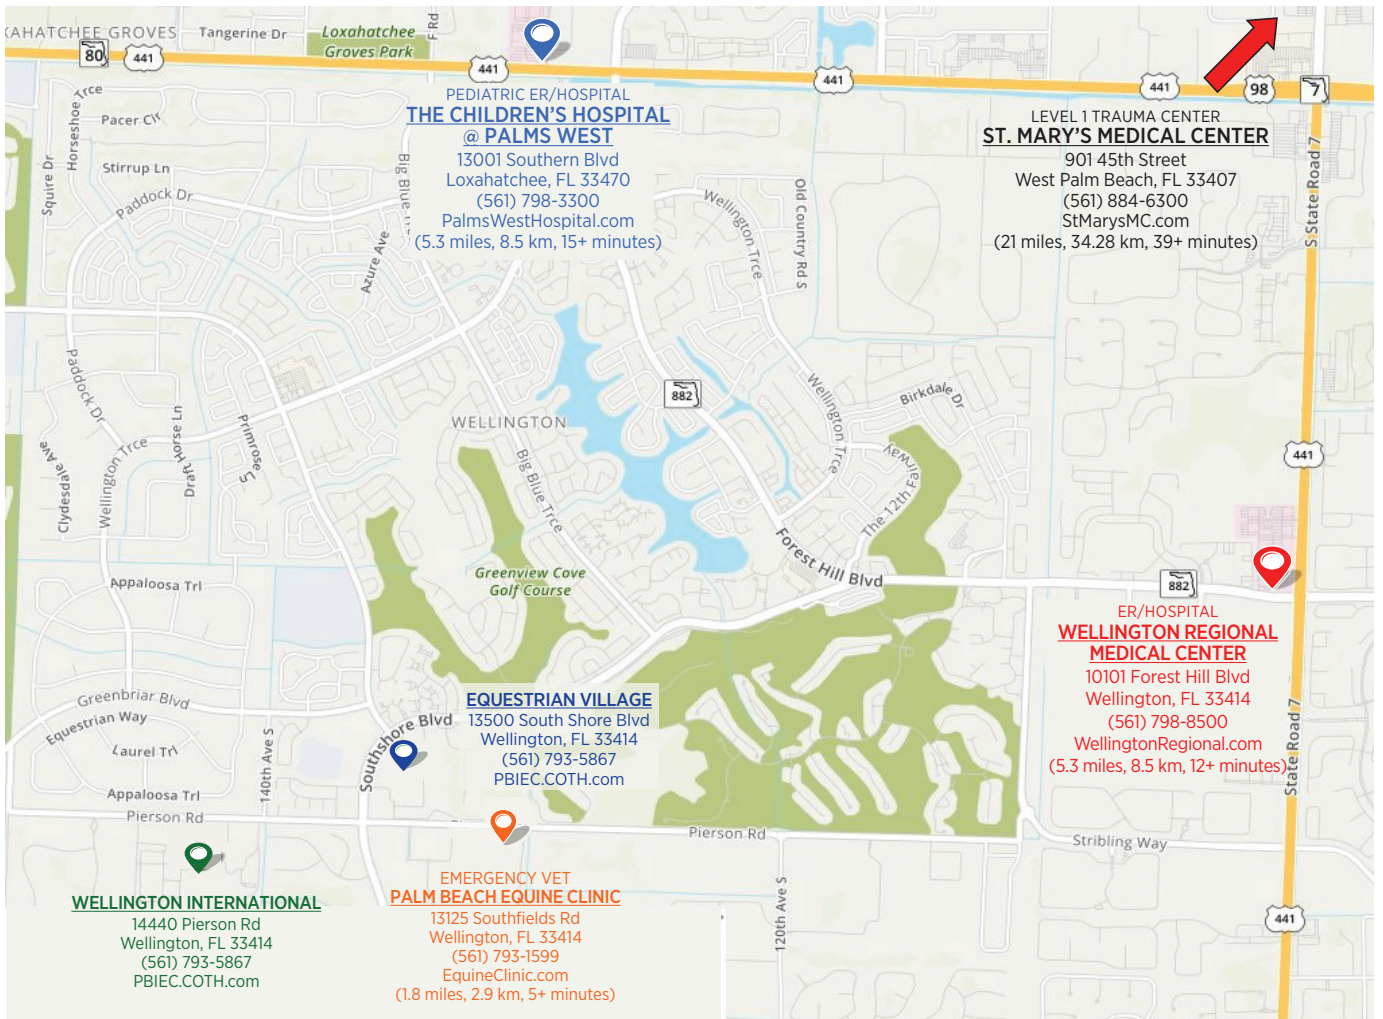 XAHATCHEE GROVES
Tangerine Dr
Loxahatchee
Groves Park
F Rd
80
441
441
441
441
98
7
PEDIATRIC ER/HOSPITAL
THE CHILDREN'S HOSPITAL
@ PALMS WEST
13001 Southern Blvd
Loxahatchee, FL 33470
(561) 798-3300
PalmsWestHospital.com
(5.3 miles, 8.5 km, 15+ minutes)
LEVEL 1 TRAUMA CENTER
ST. MARY'S MEDICAL CENTER
901 45th Street
West Palm Beach, FL 33407
(561) 884-6300
StMarysMC.com
(21 miles, 34.28 km, 39+ minutes)
Horseshoe Trce
Pacer Cir
Squire Dr
Stirrup Ln
Paddock Dr
Azure Ave
Big Blue
Wellington Trce
Old Country Rd S
S State Road 7
Paddock Dr
882
Wellington Trce
Birkdale Dr
WELLINGTON
Clydesdale Ave
Wellington Trce
Draft Horse Ln
Primrose Ln
Big Blue Trce
The 12th Fairway
441
Forest Hill Blvd
Appaloosa Trl
Greenview Cove
Golf Course
882
ER/HOSPITAL
WELLINGTON REGIONAL
MEDICAL CENTER
10101 Forest Hill Blvd
Wellington, FL 33414
(561) 798-8500
WellingtonRegional.com
(5.3 miles, 8.5 km, 12+ minutes)
State Road 7
Greenbriar Blvd
Equestrian Way
Laurel Trl
140th Ave S
Southshore Blvd
EQUESTRIAN VILLAGE
13500 South Shore Blvd
Wellington, FL 33414
(561) 793-5867
PBIEC.COTH.com
Appaloosa Trl
Pierson Rd
Pierson Rd
Stribling Way
WELLINGTON INTERNATIONAL
14440 Pierson Rd
Wellington, FL 33414
(561) 793-5867
PBIEC.COTH.com
EMERGENCY VET
PALM BEACH EQUINE CLINIC
13125 Southfields Rd
Wellington, FL 33414
(561) 793-1599
EquineClinic.com
(1.8 miles, 2.9 km, 5+ minutes)
120th Ave S
441